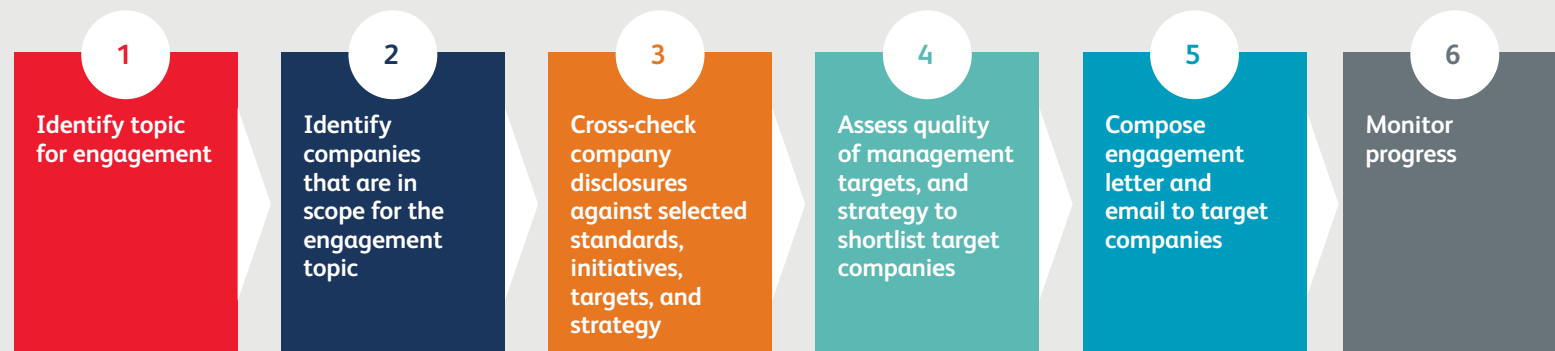 1
Identify topic
for engagement
2
Identify
companies
that are in
scope for the
engagement
topic
3
Cross-check
company
disclosures
against selected
standards,
initiatives,
targets, and
strategy
4
Assess quality
of management
targets, and
strategy to
shortlist target
companies
5
Compose
engagement
letter and
email to target
companies
6
Monitor
progress